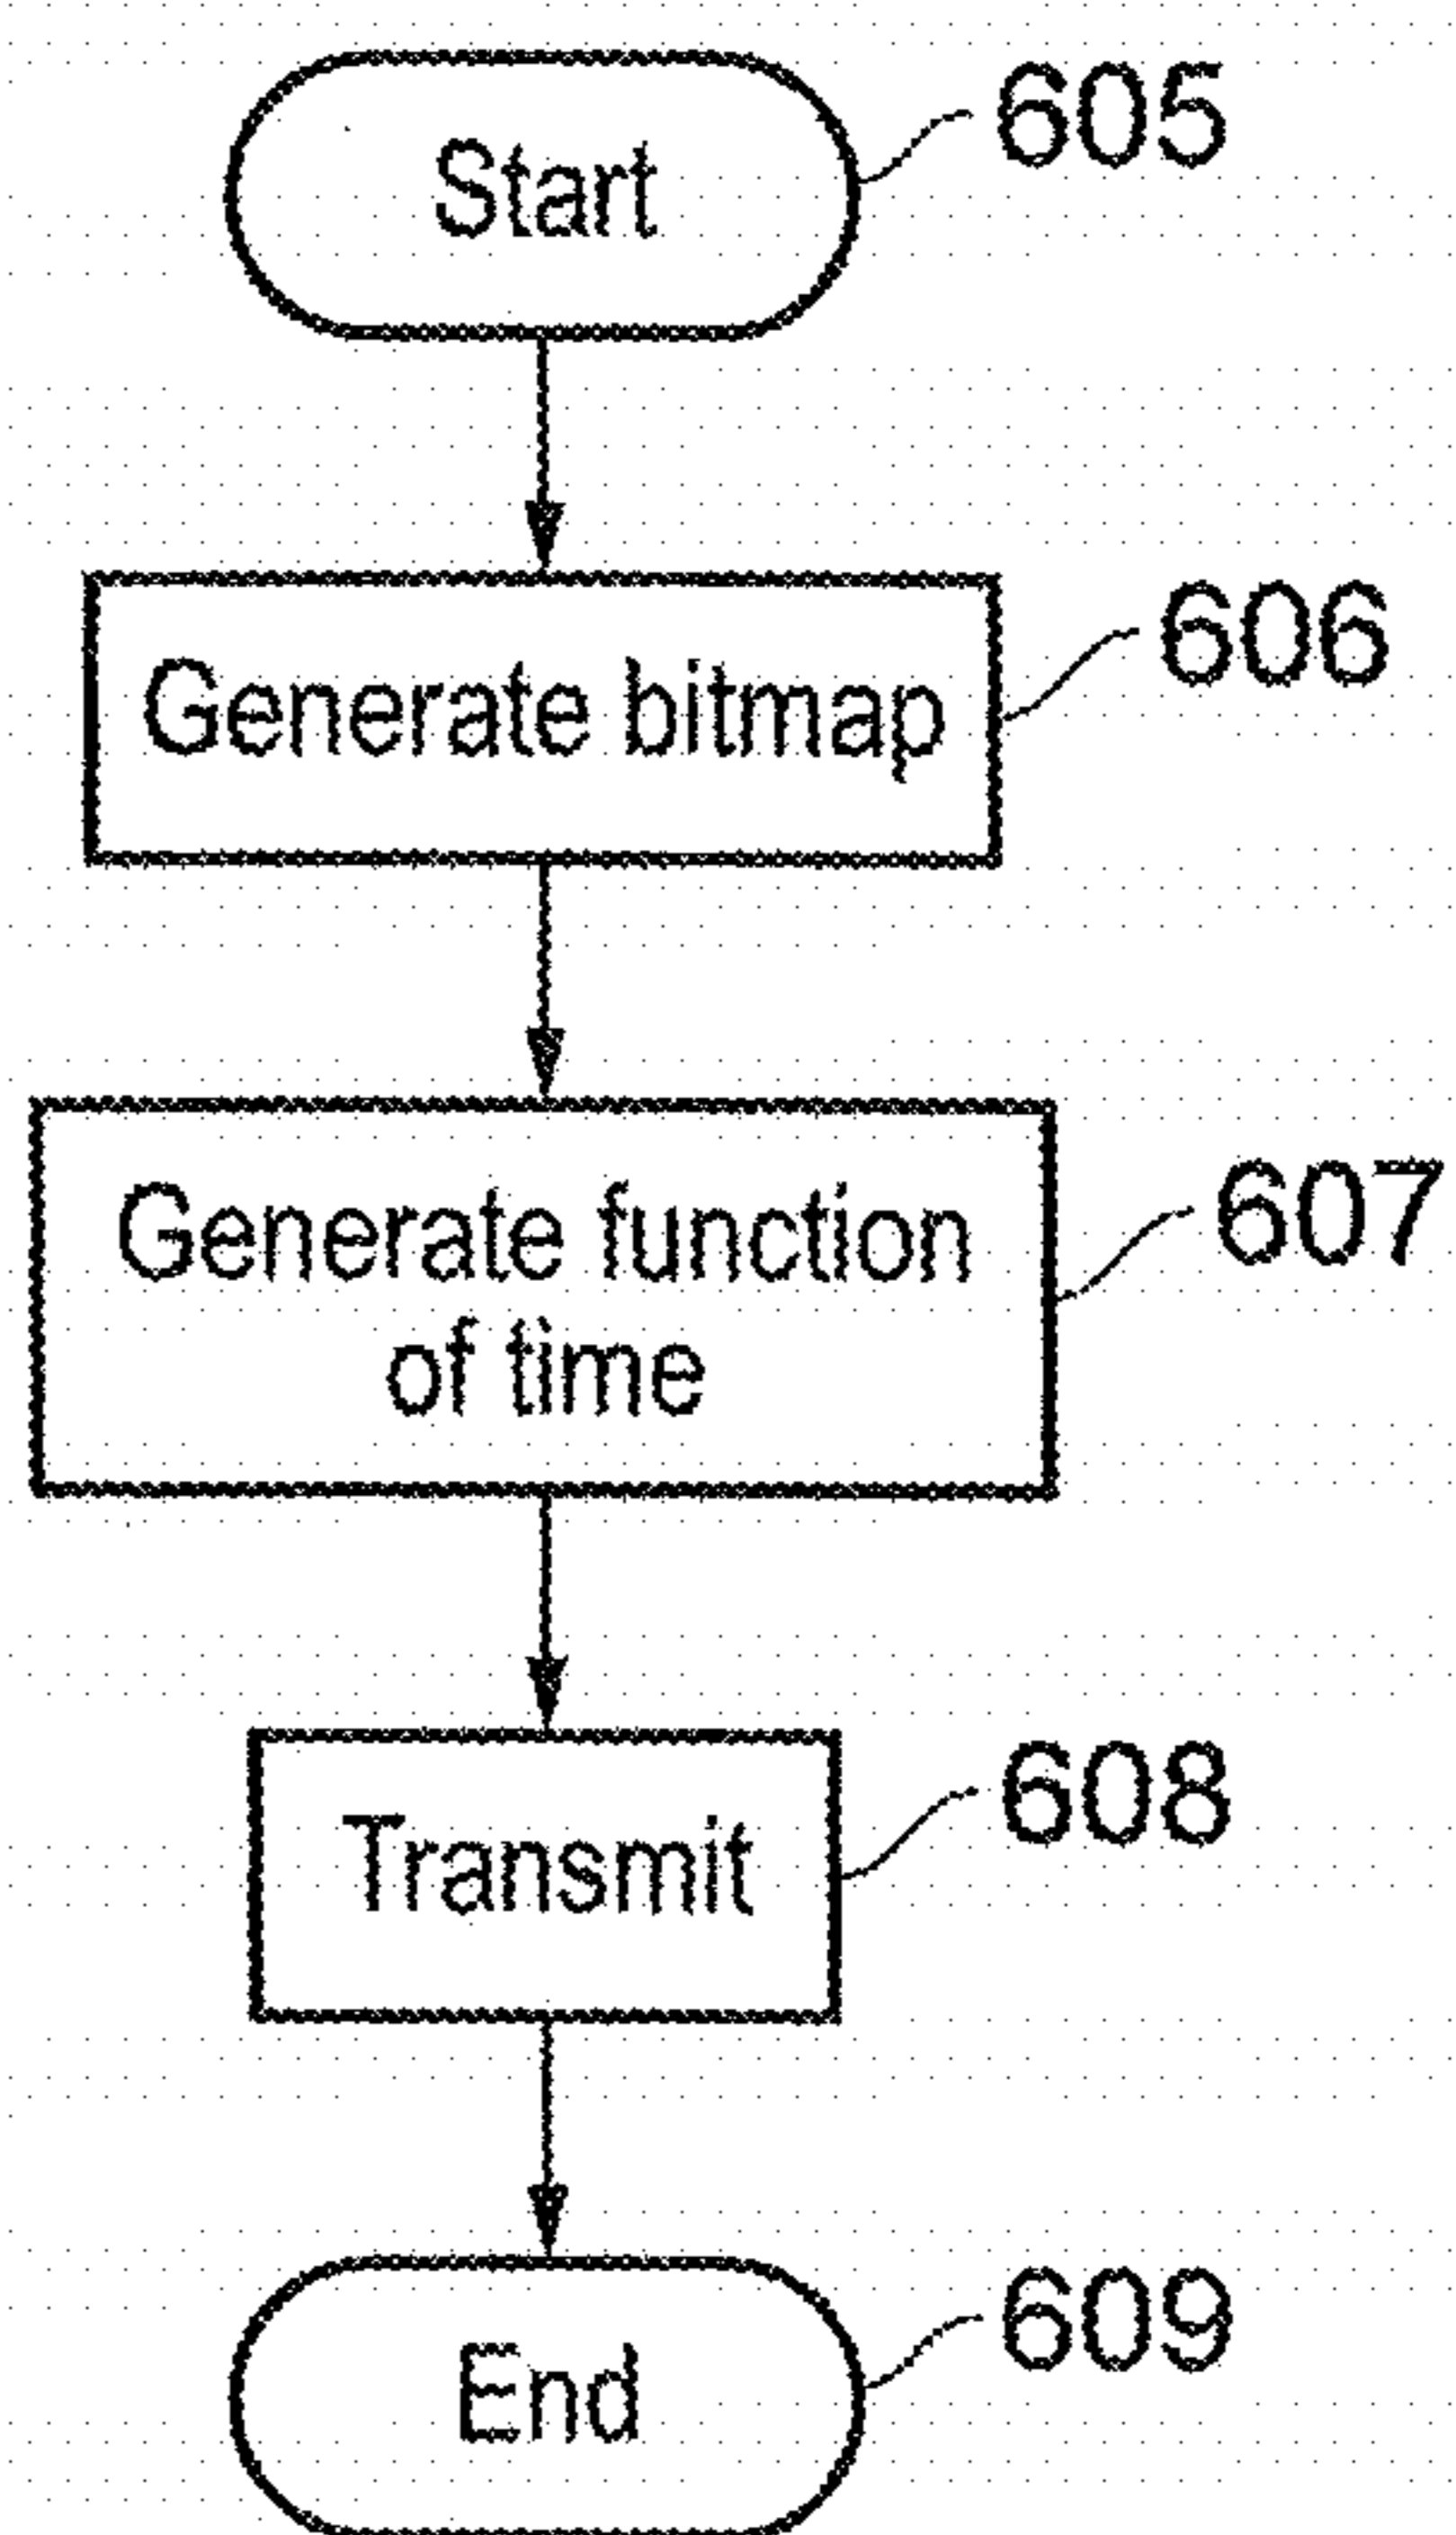 Start
605
Generate bitmap
606
Generate function
of time
607
Transmit
608
End
609